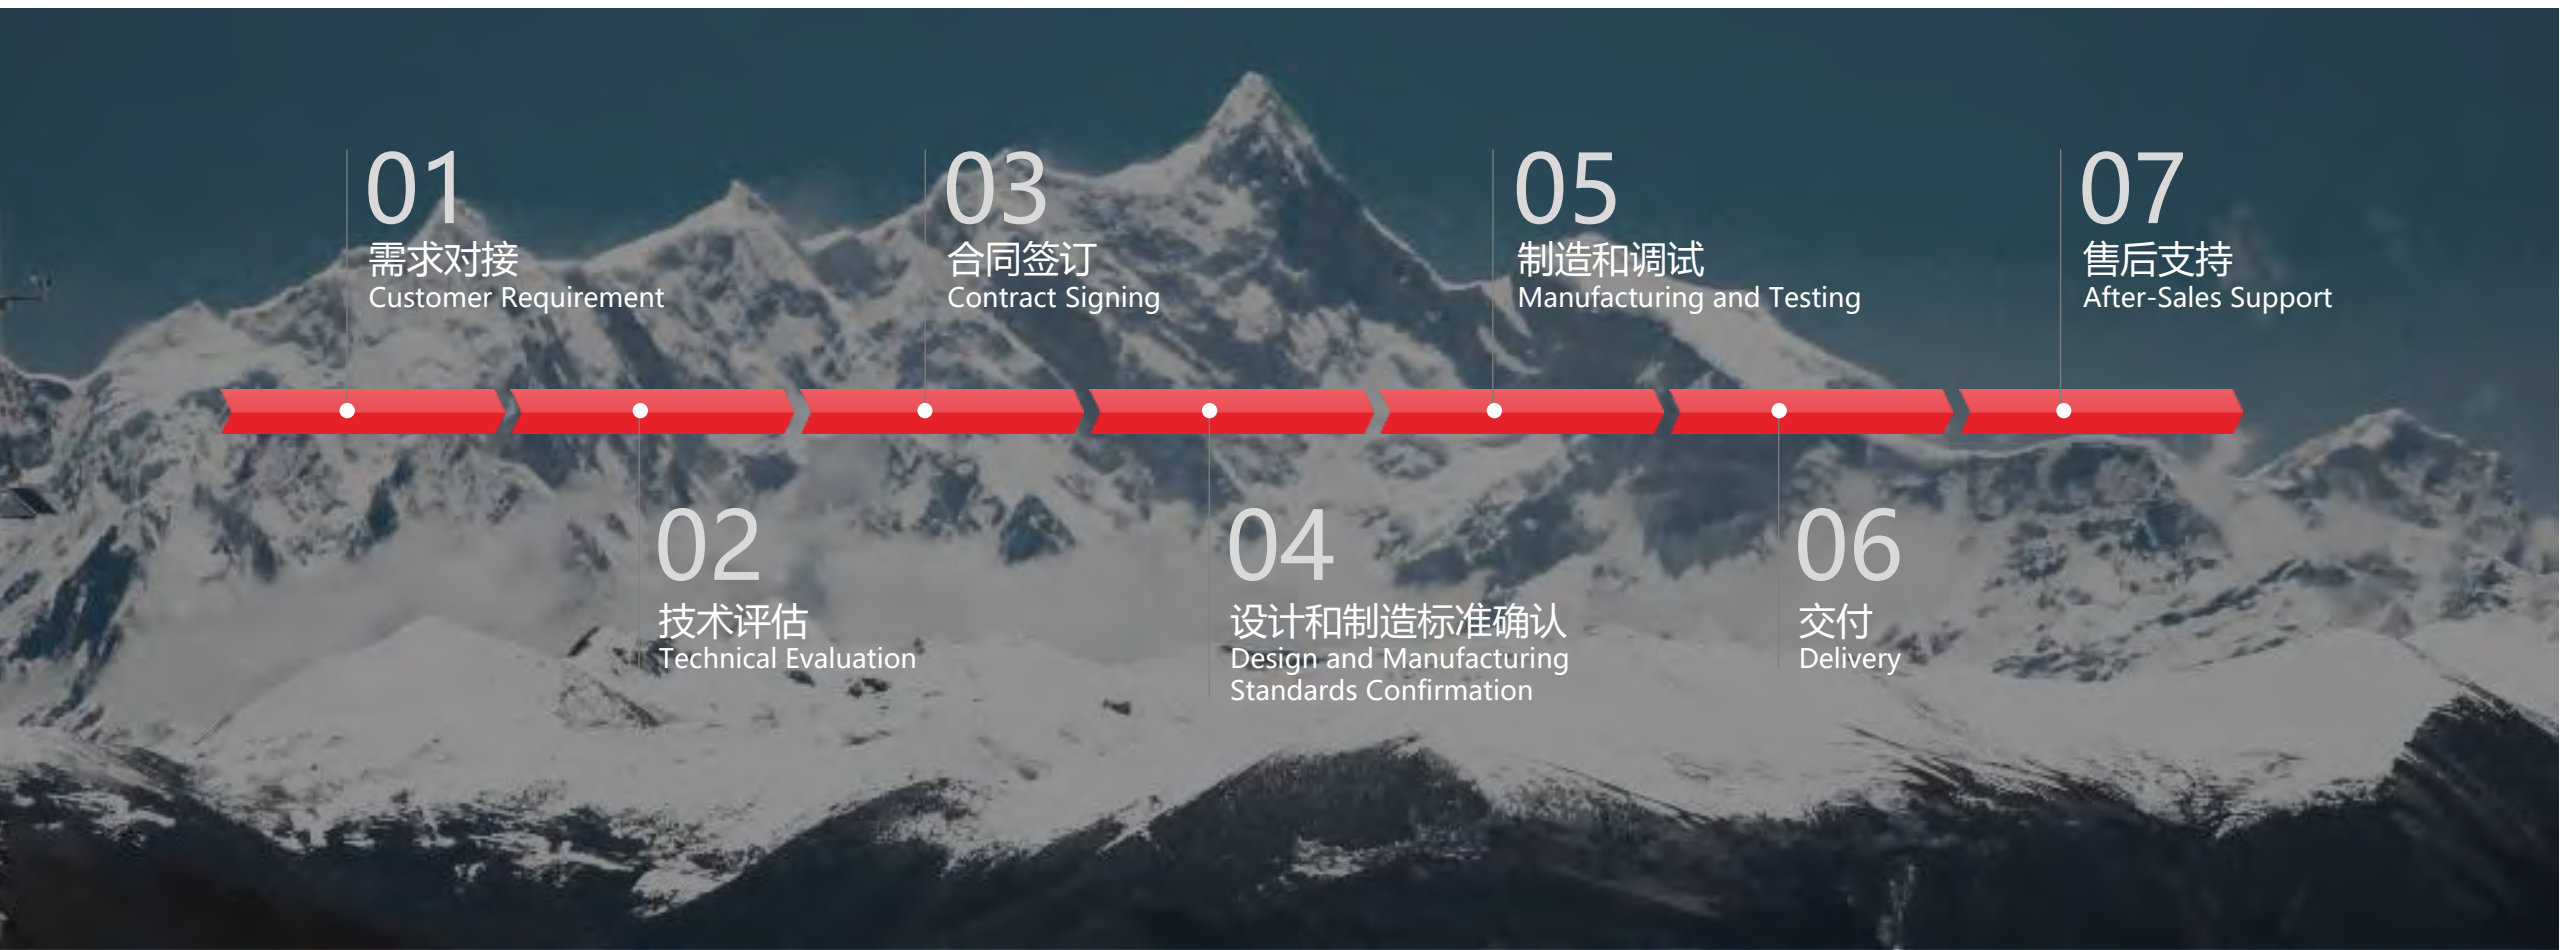 01
需求对接
Customer Requirement
02
技术评估
Technical Evaluation
03
合同签订
Contract Signing
04
设计和制造标准确认
Design and Manufacturing
Standards Confirmation
05
制造和调试
Manufacturing and Testing
06
交付
Delivery
07
售后支持
After-Sales Support